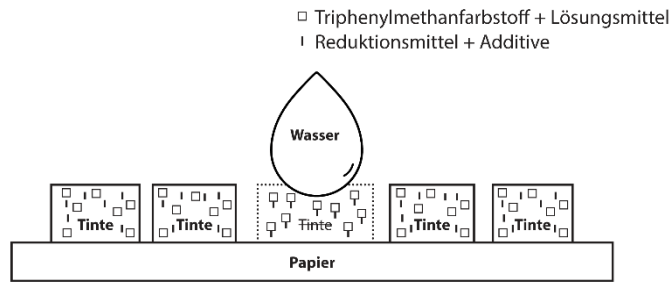 Triphenylmethanfarbstoff + Lösungsmittel
Reduktionsmittel + Additive
Wasser
Tinte Tinte Tinte Tinte Tinte
Papier